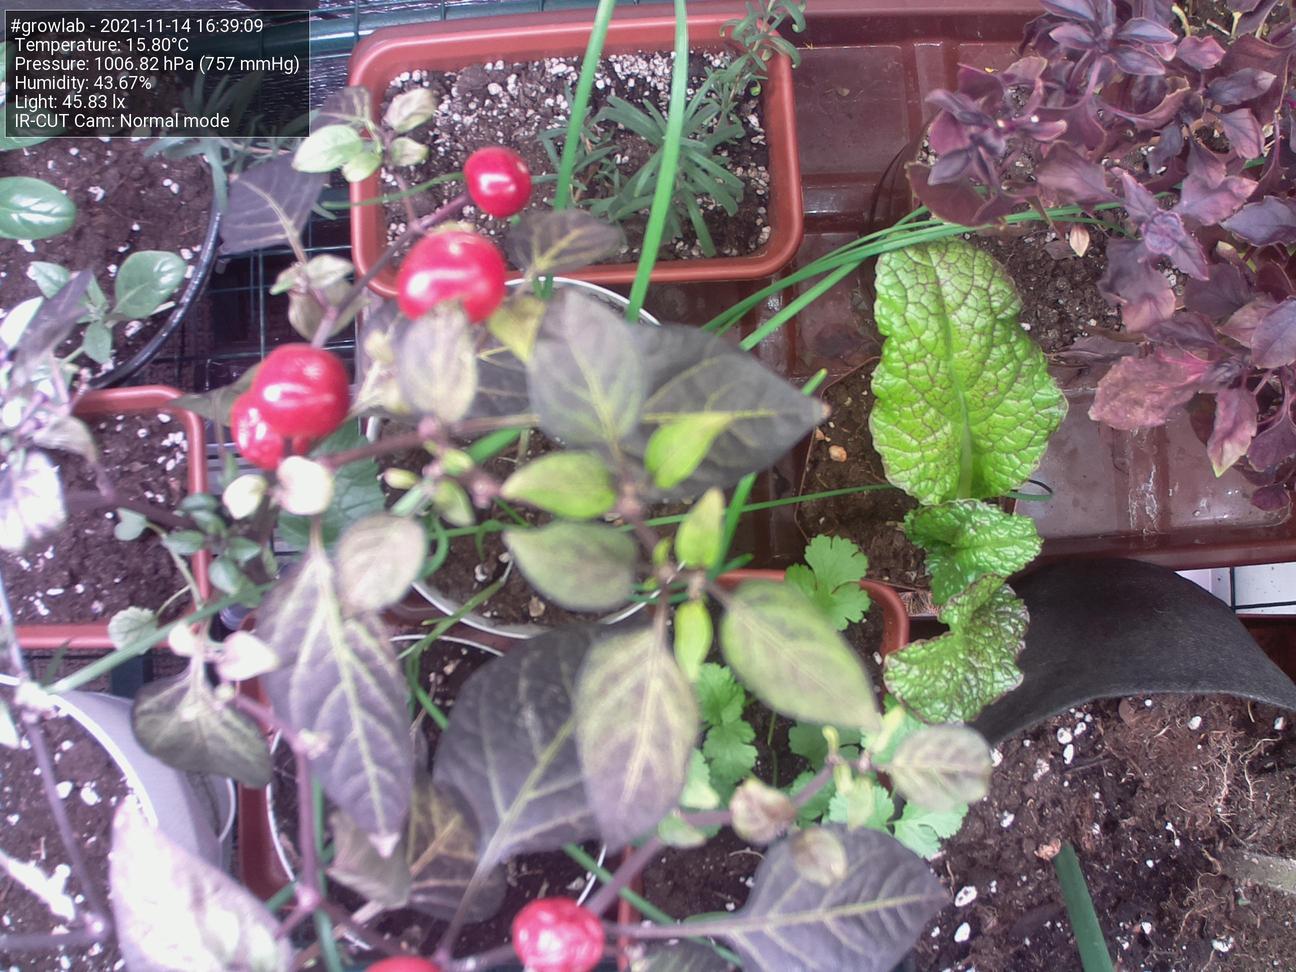 #growlab - 2021-11-14 16:39:09
Temperature: 15.80°C
Pressure: 1006.82 hPa (757 mmHg)
Humidity: 43.67%
Light: 45.83 lx
IR-CUT Cam: Normal mode